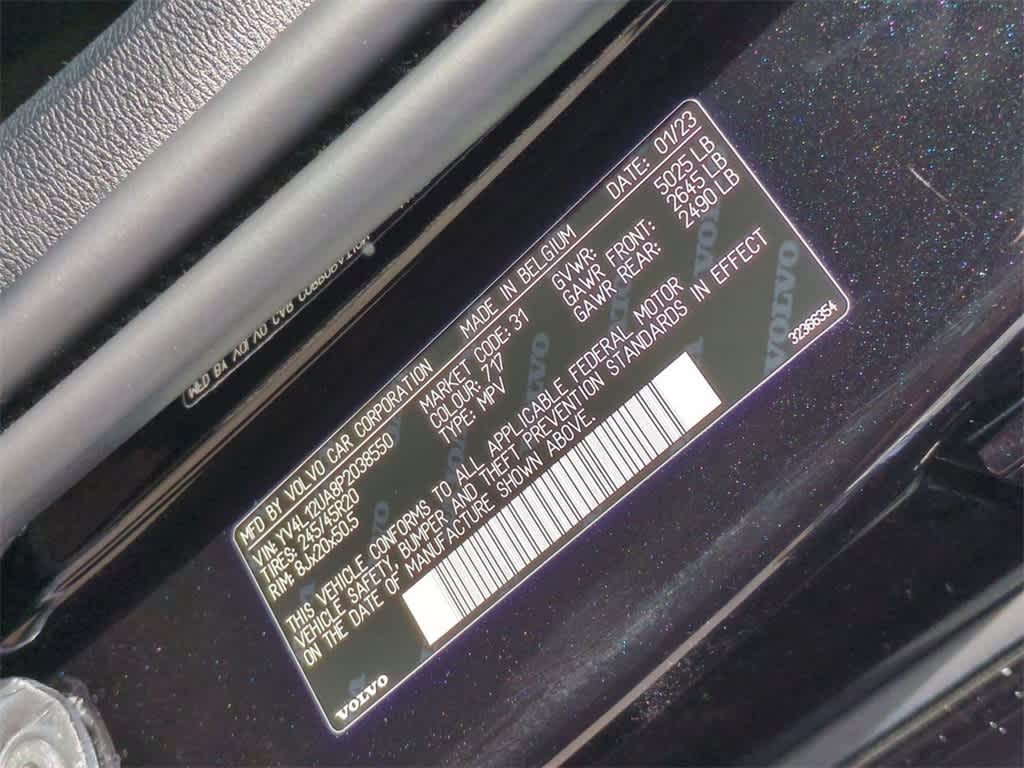 MFD BY VOLVO CAR CORPORATION MADE IN BELGIUM DATE: 01/23
VIN: YV4L12UA8P2038550 MARKET CODE: 31 GVWR: 5025 LB
TIRES: 245/45R20 COLOUR: 717 GAWR FRONT: 2645 LB
RIM: 8Jx20x50.5 TYPE: MPV GAWR REAR: 2490 LB
THIS VEHICLE CONFORMS TO ALL APPLICABLE FEDERAL MOTOR
VEHICLE SAFETY, BUMPER AND THEFT PREVENTION STANDARDS IN EFFECT
ON THE DATE OF MANUFACTURE SHOWN ABOVE
VOLVO 32388354